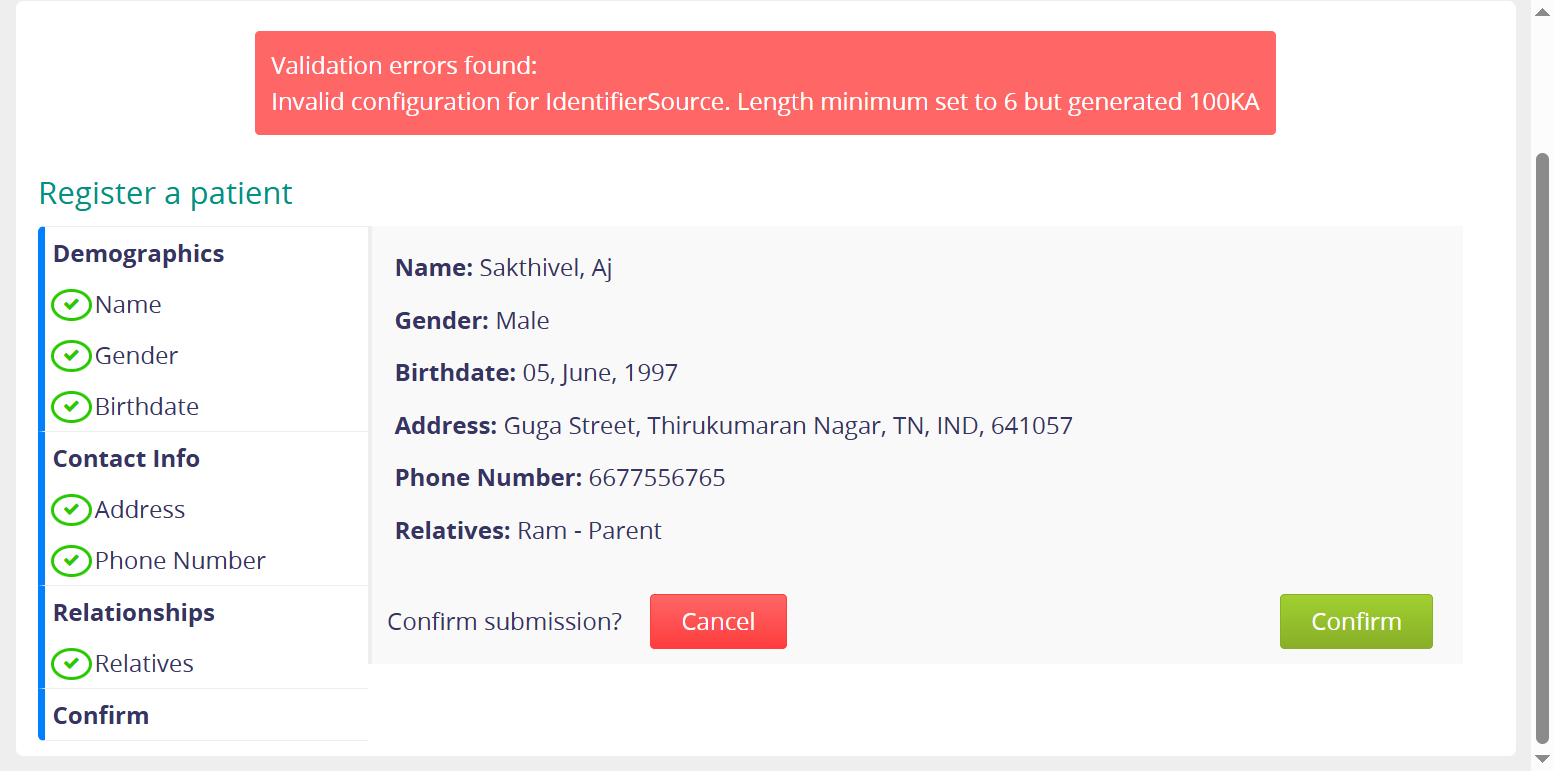 Validation errors found:
Invalid configuration for IdentifierSource. Length minimum set to 6 but generated 100KA
Register a patient
Demographics
Name
Gender
Birthdate
Contact Info
Address
Phone Number
Relationships
Relatives
Confirm
Name: Sakthivel, Aj
Gender: Male
Birthdate: 05, June, 1997
Address: Guga Street, Thirukumaran Nagar, TN, IND, 641057
Phone Number: 6677556765
Relatives: Ram - Parent
Confirm submission? Cancel Confirm